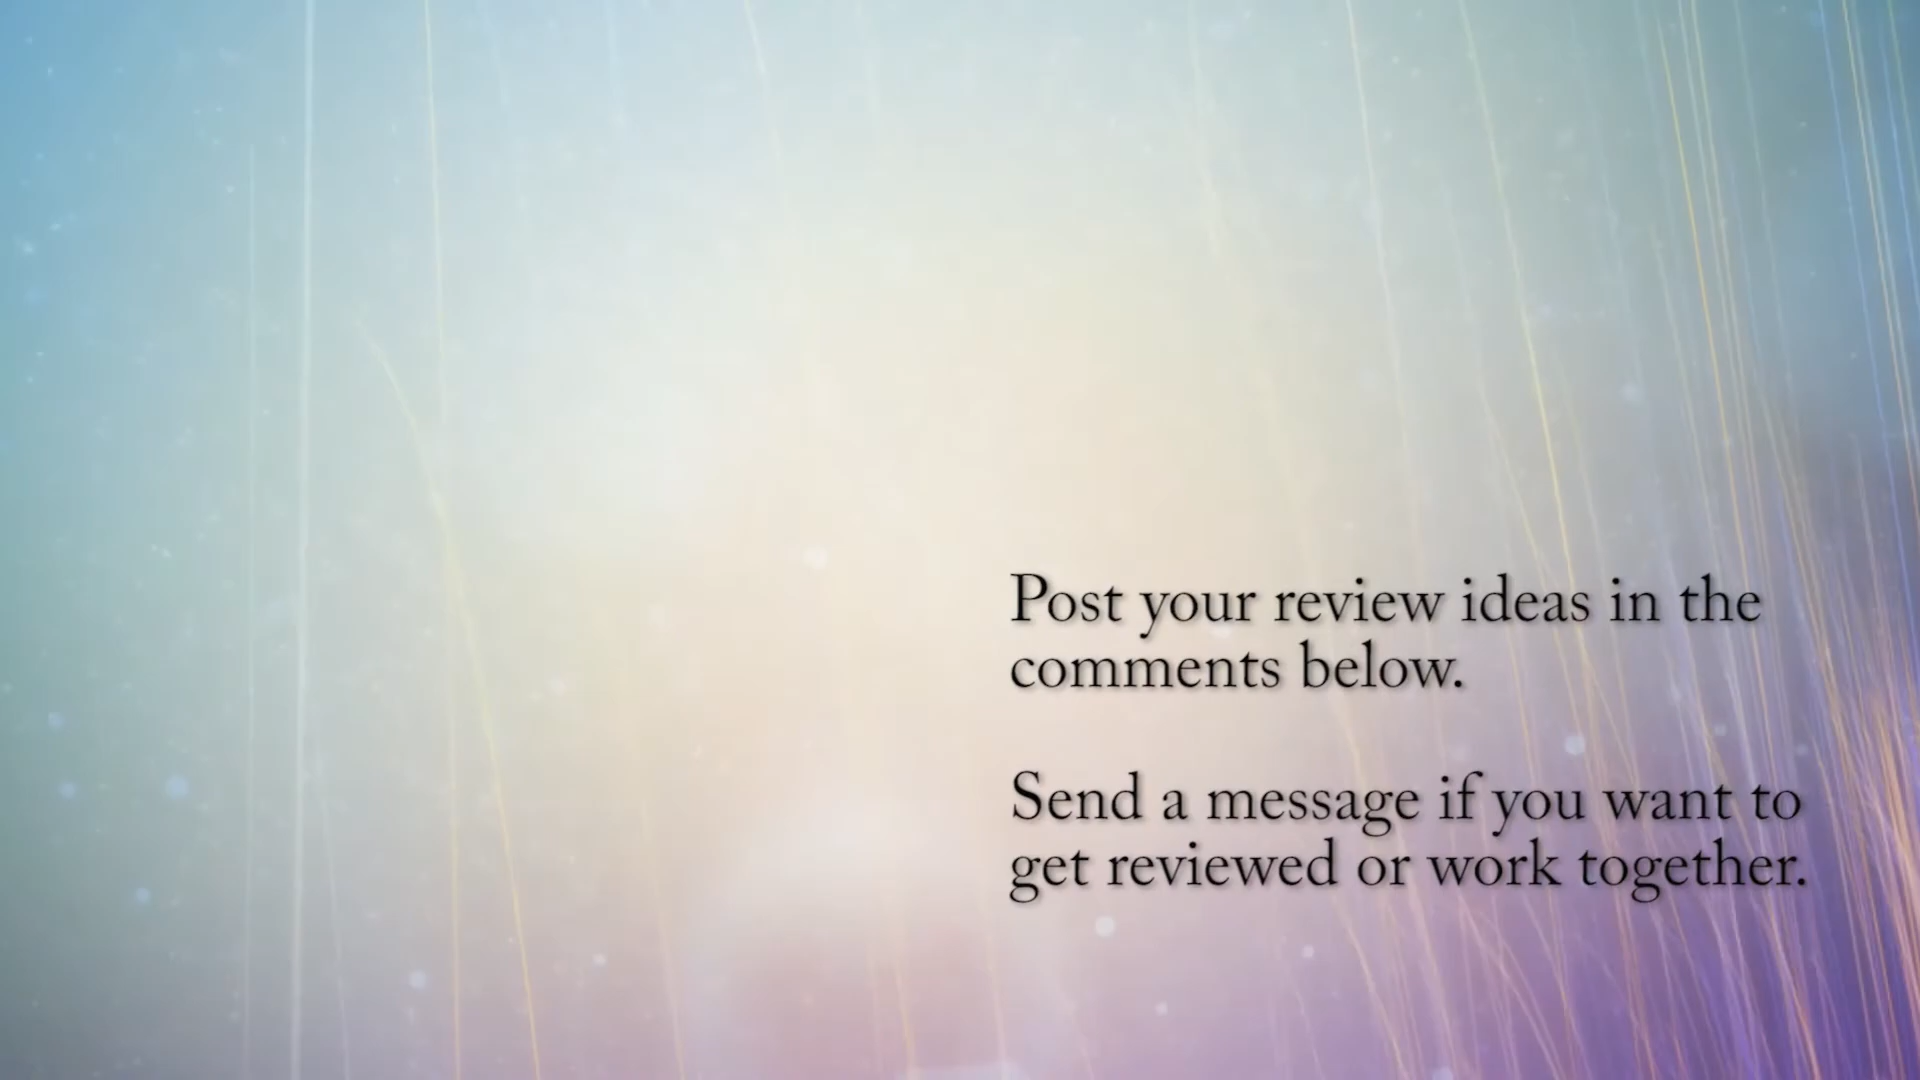 Post your review ideas in the
comments below.
Send a message if you want to
get reviewed or work together.